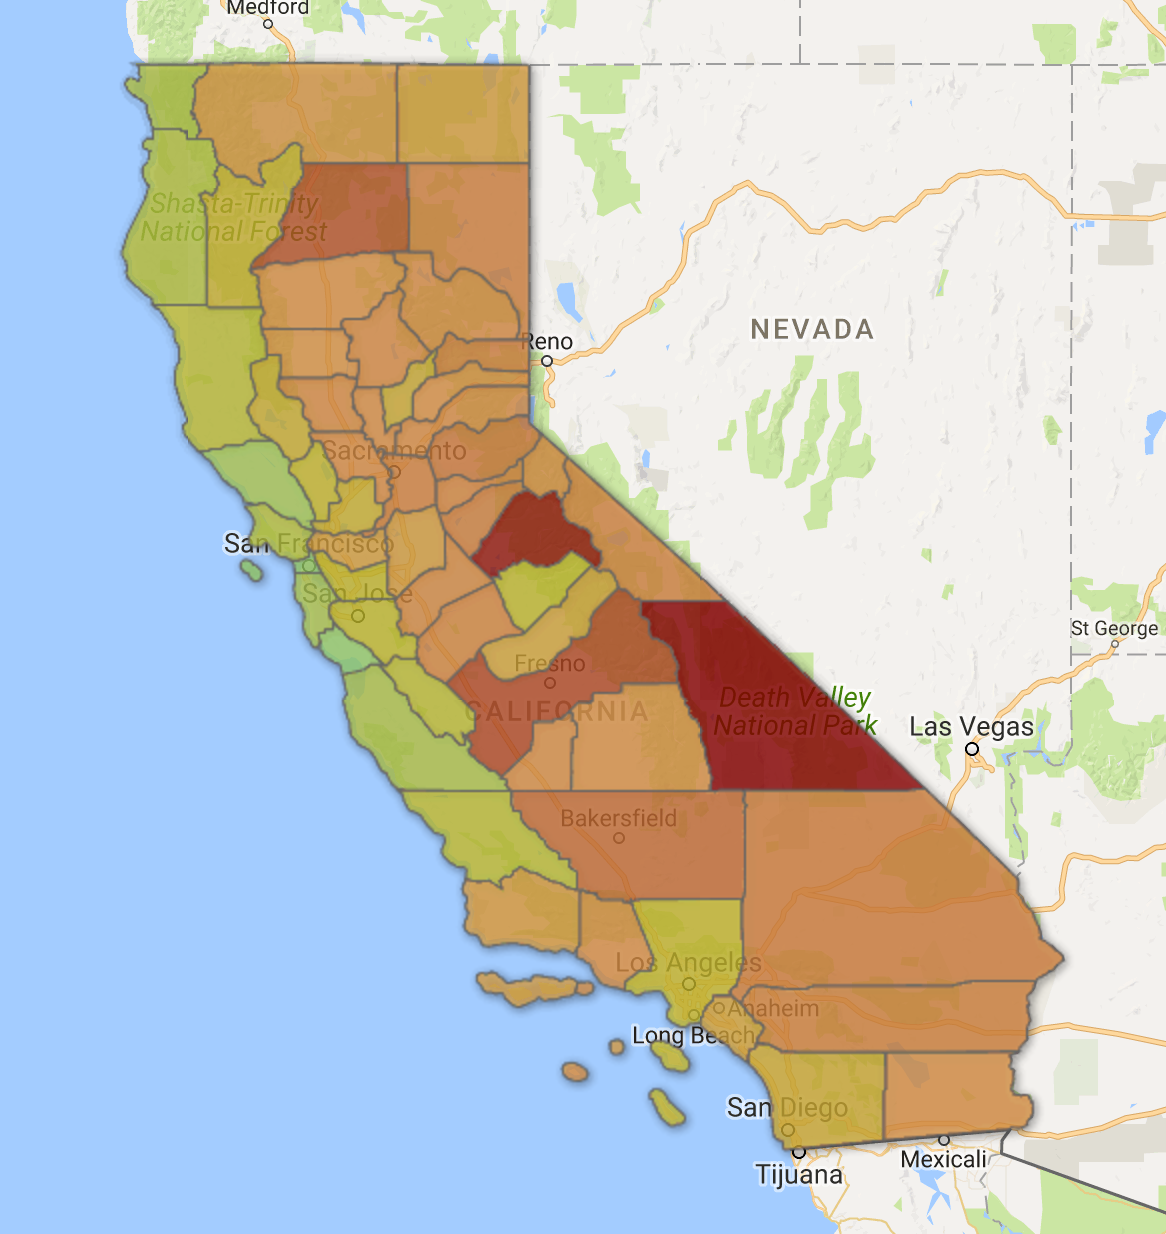 Medford
Shasta-Trinity
National Forest
NEVADA
Reno
Sacramento
San Francisco
San Jose
St George
Fresno
CALIFORNIA
Death Valley
National Park
Las Vegas
Bakersfield
Los Angeles
Anaheim
Long Beach
San Diego
Mexicali
Tijuana